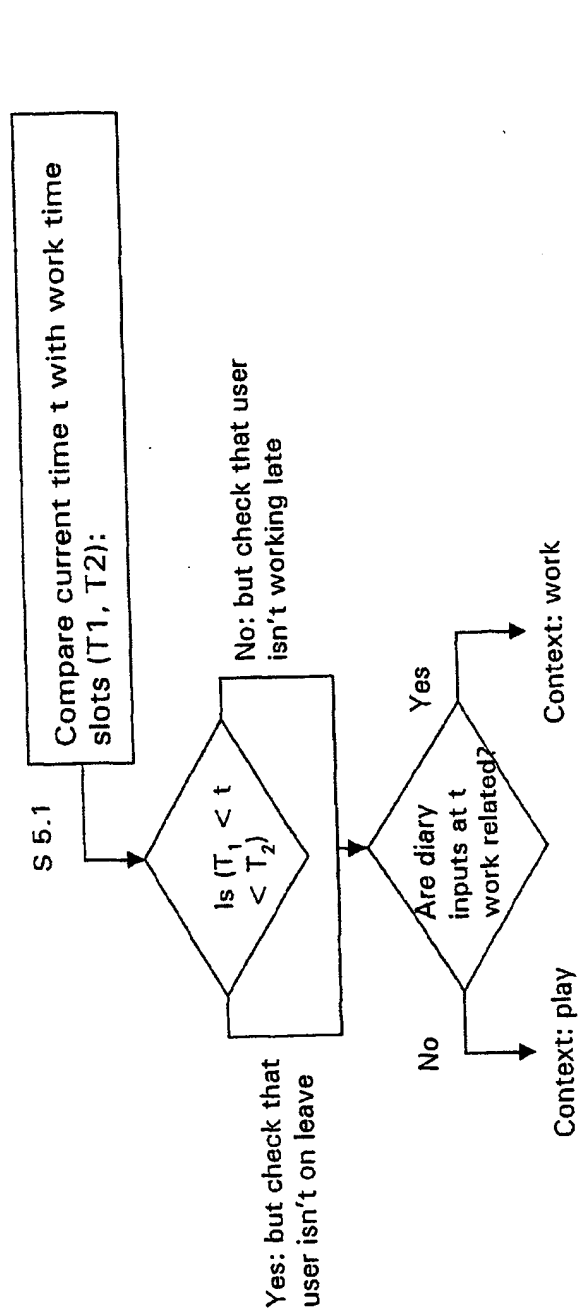 S 5.1
Compare current time t with work time
slots (T1, T2):
Is (T₁ < t
< T₂)
Yes: but check that
user isn't on leave
No: but check that user
isn't working late
Are diary
inputs at t
work related?
No
Yes
Context: play
Context: work